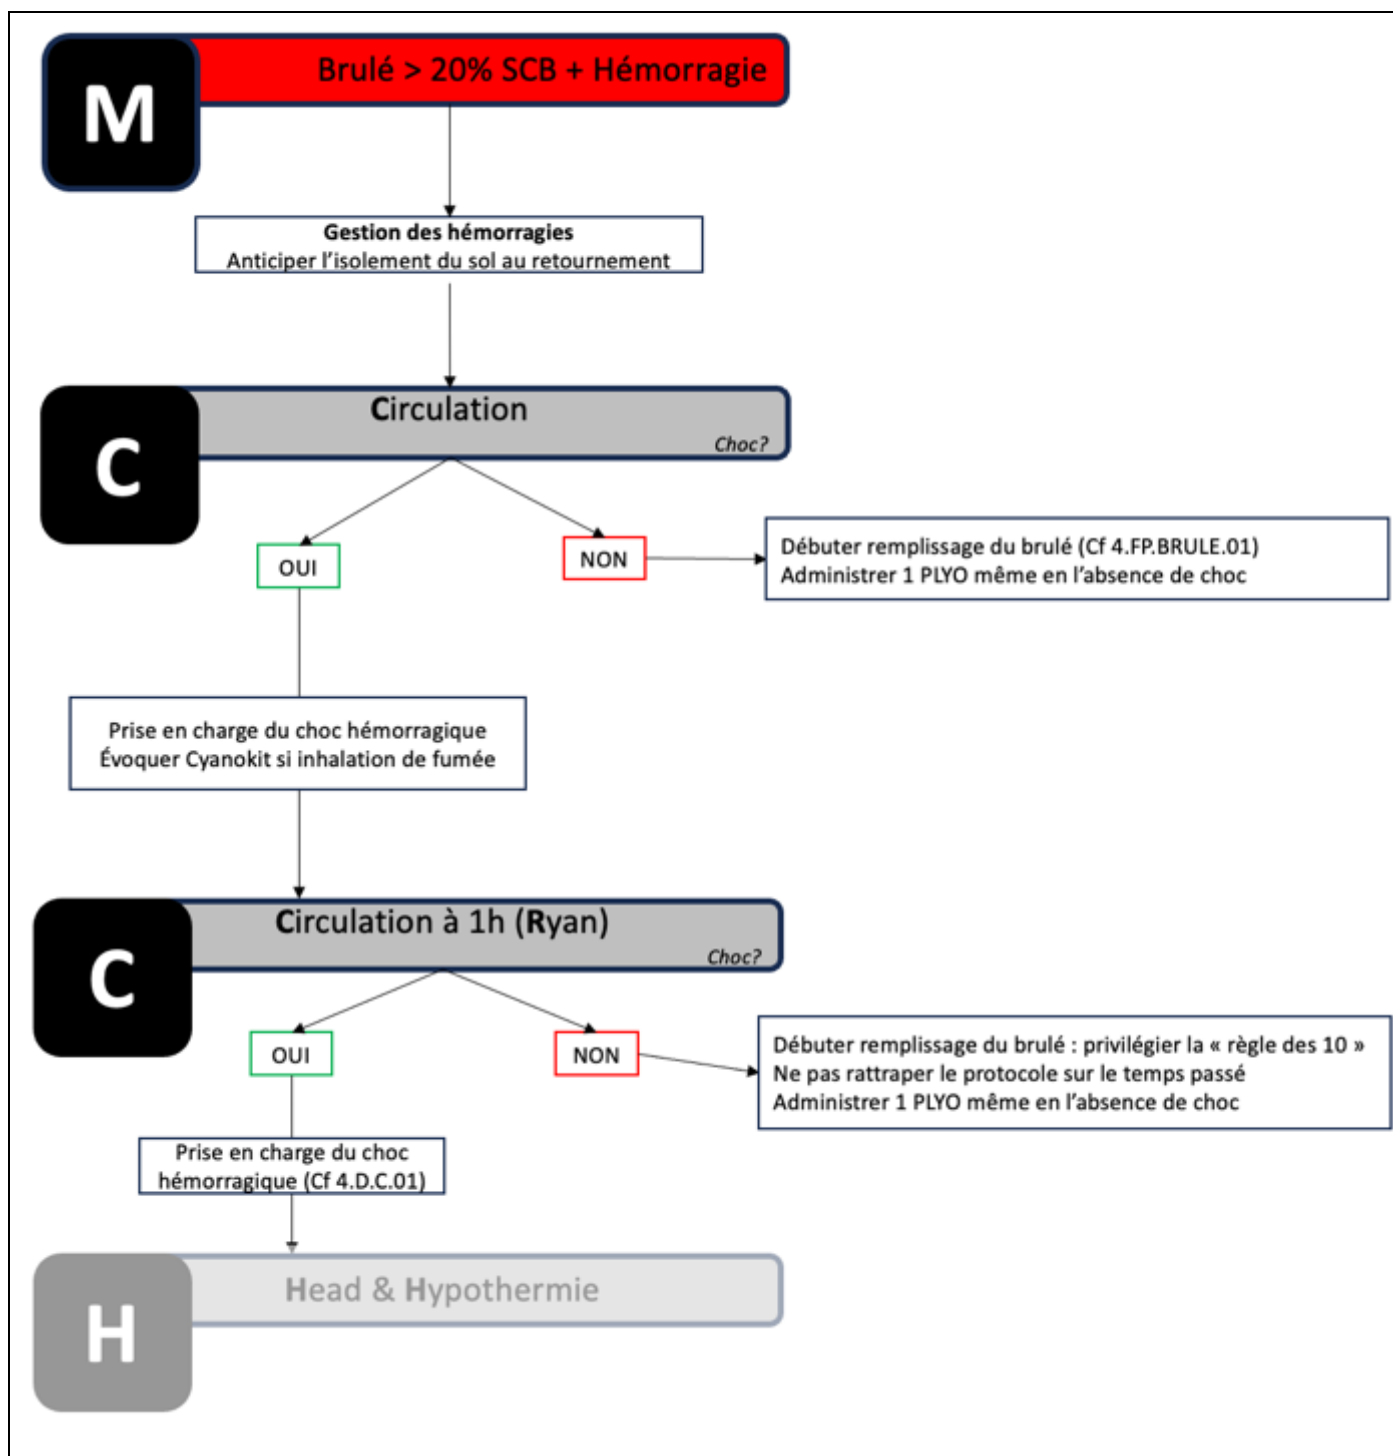 M
Brulé > 20% SCB + Hémorragie
Gestion des hémorragies
Anticiper l’isolement du sol au retournement
C
Circulation
Choc?
OUI
NON
Débuter remplissage du brulé (Cf 4.FP.BRULE.01)
Administrer 1 PLYO même en l’absence de choc
Prise en charge du choc hémorragique
Évoquer Cyanokit si inhalation de fumée
C
Circulation à 1h (Ryan)
Choc?
OUI
NON
Débuter remplissage du brulé : privilégier la « règle des 10 »
Ne pas rattraper le protocole sur le temps passé
Administrer 1 PLYO même en l’absence de choc
Prise en charge du choc
hémorragique (Cf 4.D.C.01)
H
Head & Hypothermie